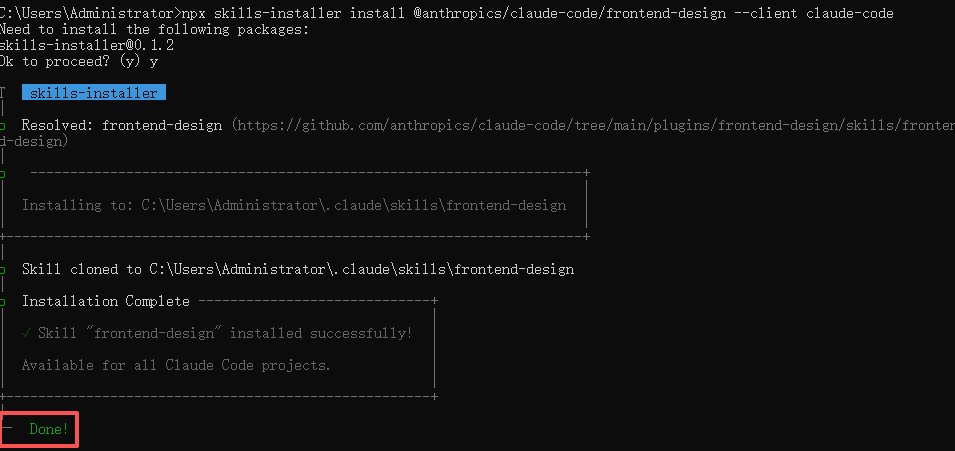 C:\Users\Administrator>npx skills-installer install @anthropics/claude-code/frontend-design --client claude-code
Need to install the following packages:
skills-installer@0.1.2
Ok to proceed? (y) y
T skills-installer
o Resolved: frontend-design (https://github.com/anthropics/claude-code/tree/main/plugins/frontend-design/skills/fronten
d-design)
Installing to: C:\Users\Administrator\.claude\skills\frontend-design
o Skill cloned to C:\Users\Administrator\.claude\skills\frontend-design
o Installation Complete
✓ Skill "frontend-design" installed successfully!
Available for all Claude Code projects.
Done!